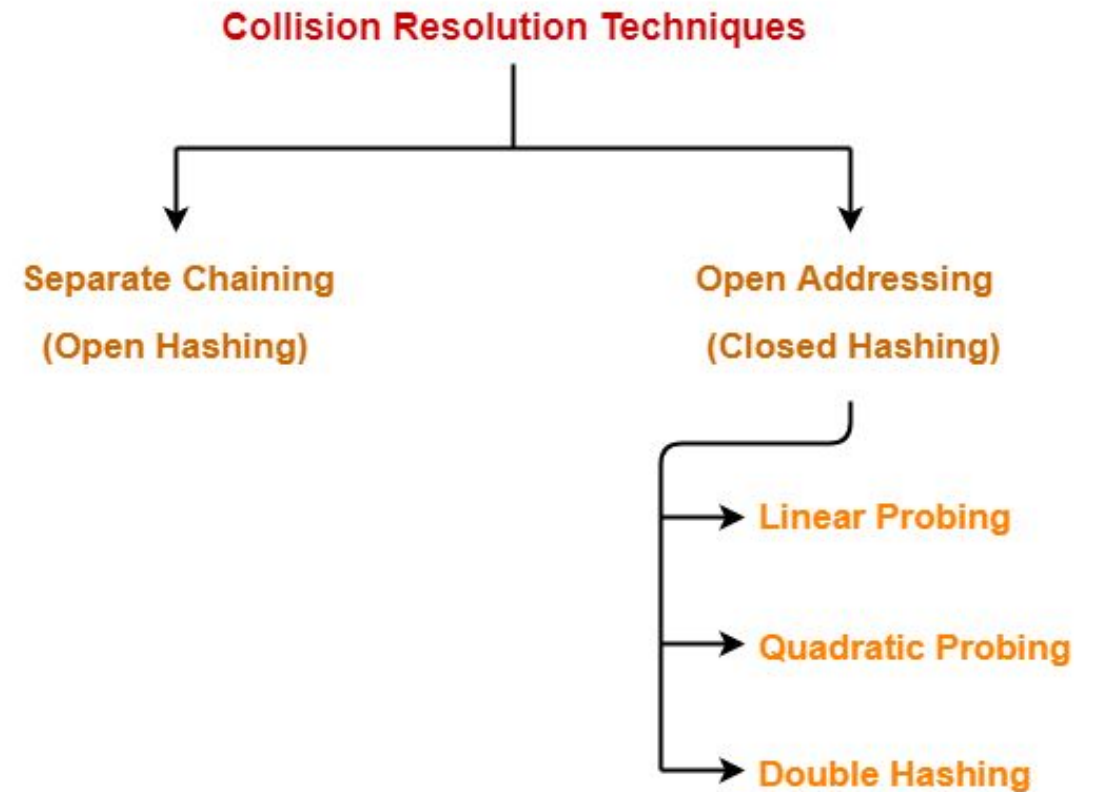 Collision Resolution Techniques
Separate Chaining
(Open Hashing)
Open Addressing
(Closed Hashing)
Linear Probing
Quadratic Probing
Double Hashing